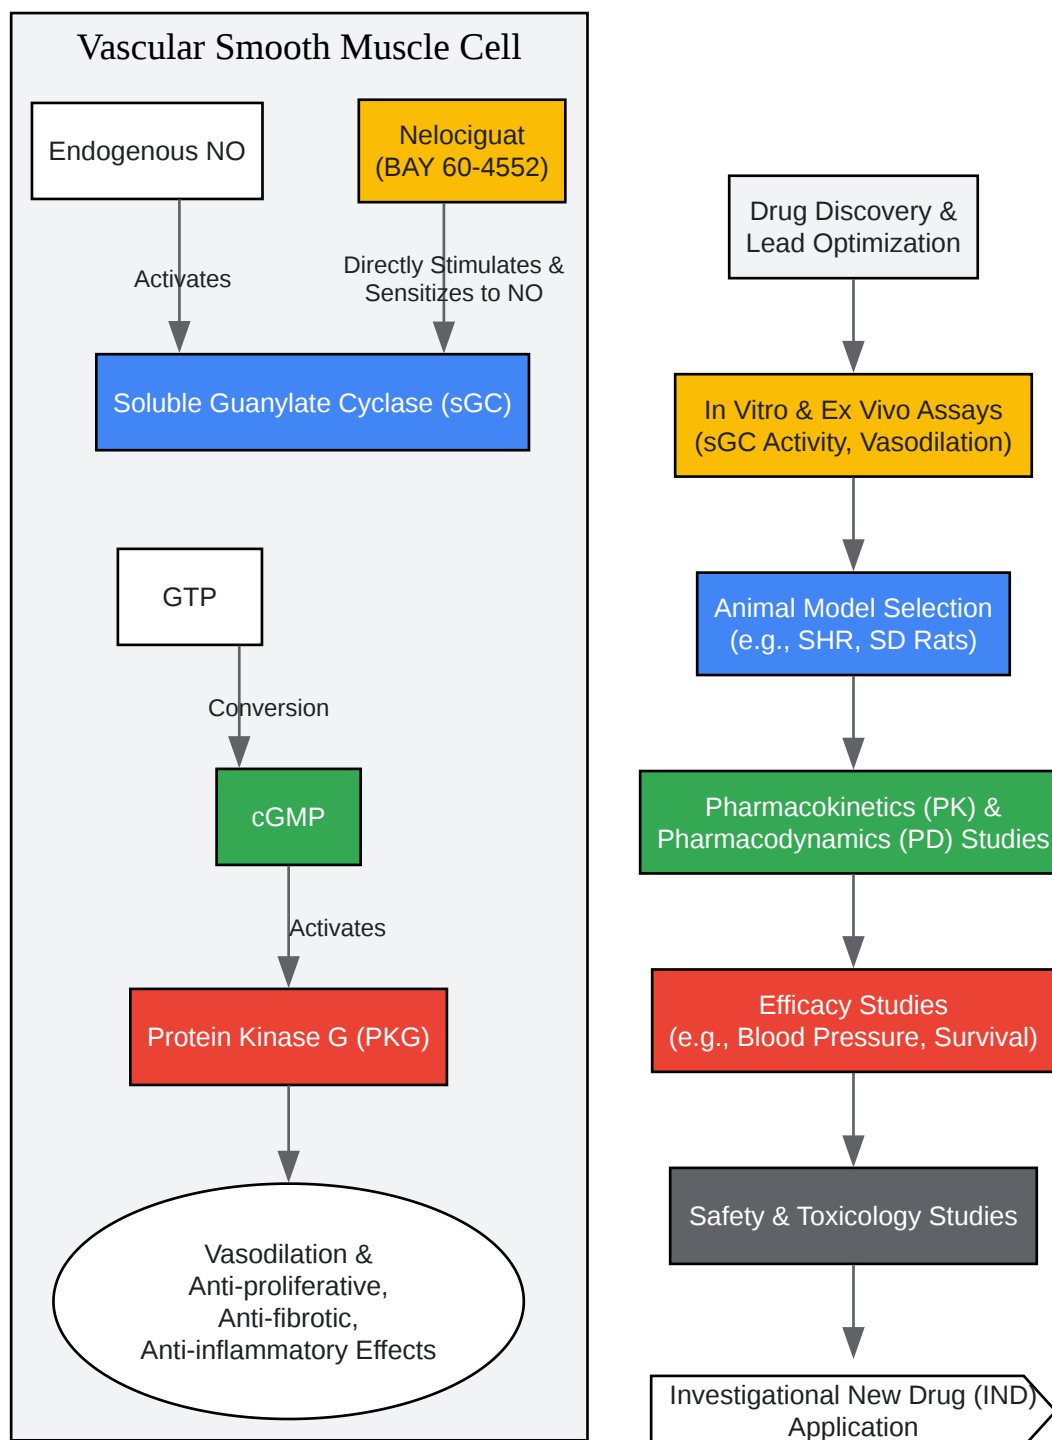 Vascular Smooth Muscle Cell
Endogenous NO
Nelociguat
(BAY 60-4552)
Activates
Directly Stimulates &
Sensitizes to NO
Soluble Guanylate Cyclase (sGC)
GTP
Conversion
cGMP
Activates
Protein Kinase G (PKG)
Vasodilation &
Anti-proliferative,
Anti-fibrotic,
Anti-inflammatory Effects
Drug Discovery &
Lead Optimization
In Vitro & Ex Vivo Assays
(sGC Activity, Vasodilation)
Animal Model Selection
(e.g., SHR, SD Rats)
Pharmacokinetics (PK) &
Pharmacodynamics (PD) Studies
Efficacy Studies
(e.g., Blood Pressure, Survival)
Safety & Toxicology Studies
Investigational New Drug (IND)
Application